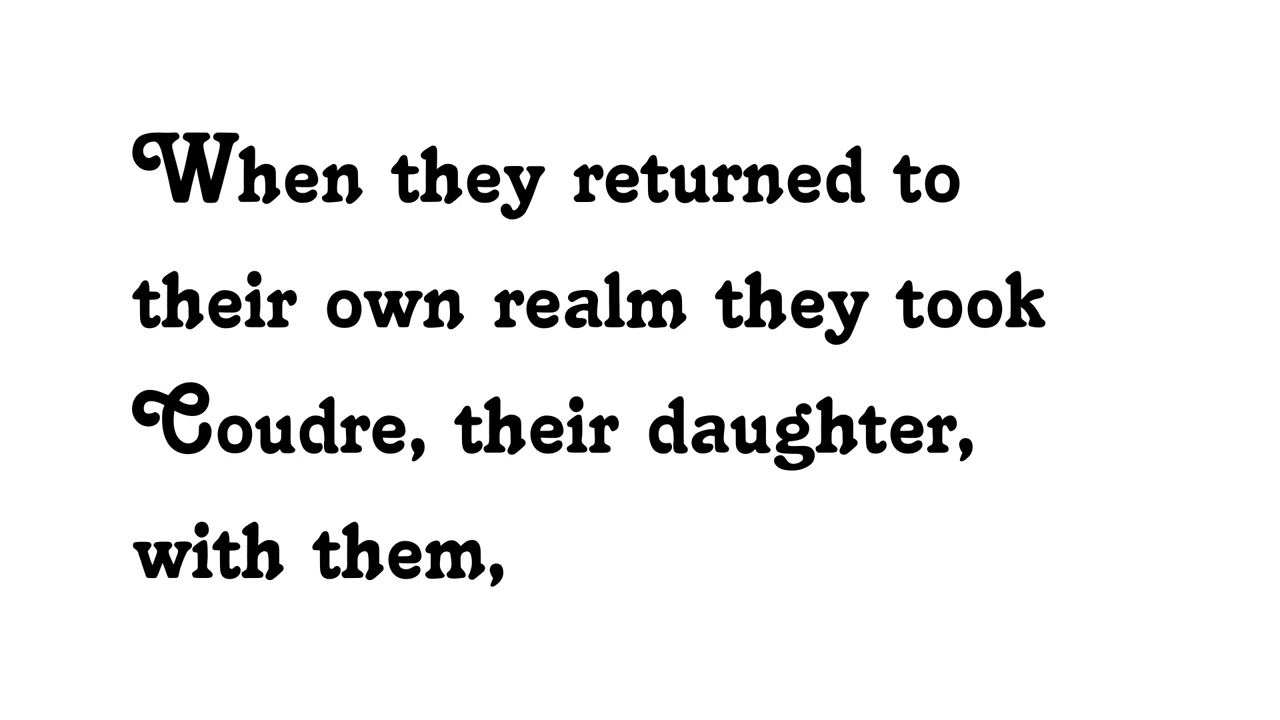 When they returned to
their own realm they took
Coudre, their daughter,
with them,